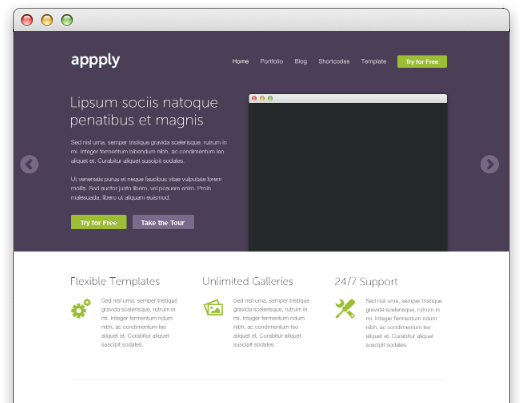 appply
Home Portfolio Blog Shortcodes Template Try for Free
Lipsum sociis natoque
penatibus et magnis
Sed nisl urna, semper tristique gravida scelerisque, rutrum in
mi. Integer fermentum bibendum nibh, ac condimentum leo
aliquet et. Curabitur aliquet suscipit sodales.
Ut venenatis purus et neque faucibus vitae vulputate lorem
mollis. Sed auctor justo libero, vel posuere enim. Proin
malesuada, libero ut aliquam euismod.
Try for Free Take the Tour
Flexible Templates
Sed nisl urna, semper tristique
gravida scelerisque, rutrum in
mi. Integer fermentum ndum
nibh, ac condimentum leo
aliquet et. Curabitur aliquet
suscipit sodales.
Unlimited Galleries
Sed nisl urna, semper tristique
gravida scelerisque, rutrum in
mi. Integer fermentum ndum
nibh, ac condimentum leo
aliquet et. Curabitur aliquet
suscipit sodales.
24/7 Support
Sed nisl urna, semper tristique
gravida scelerisque, rutrum in
mi. Integer fermentum ndum
nibh, ac condimentum leo
aliquet et. Curabitur aliquet
suscipit sodales.